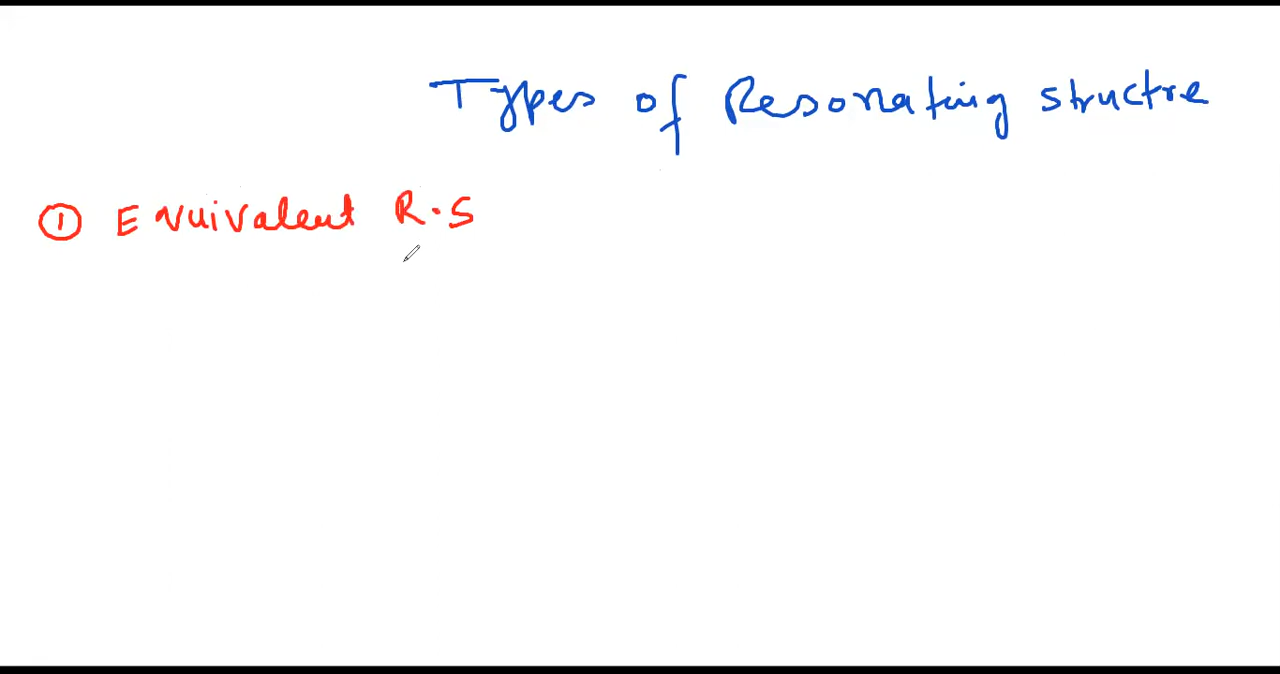 Types of Resonating structre
① Equivalent R.S